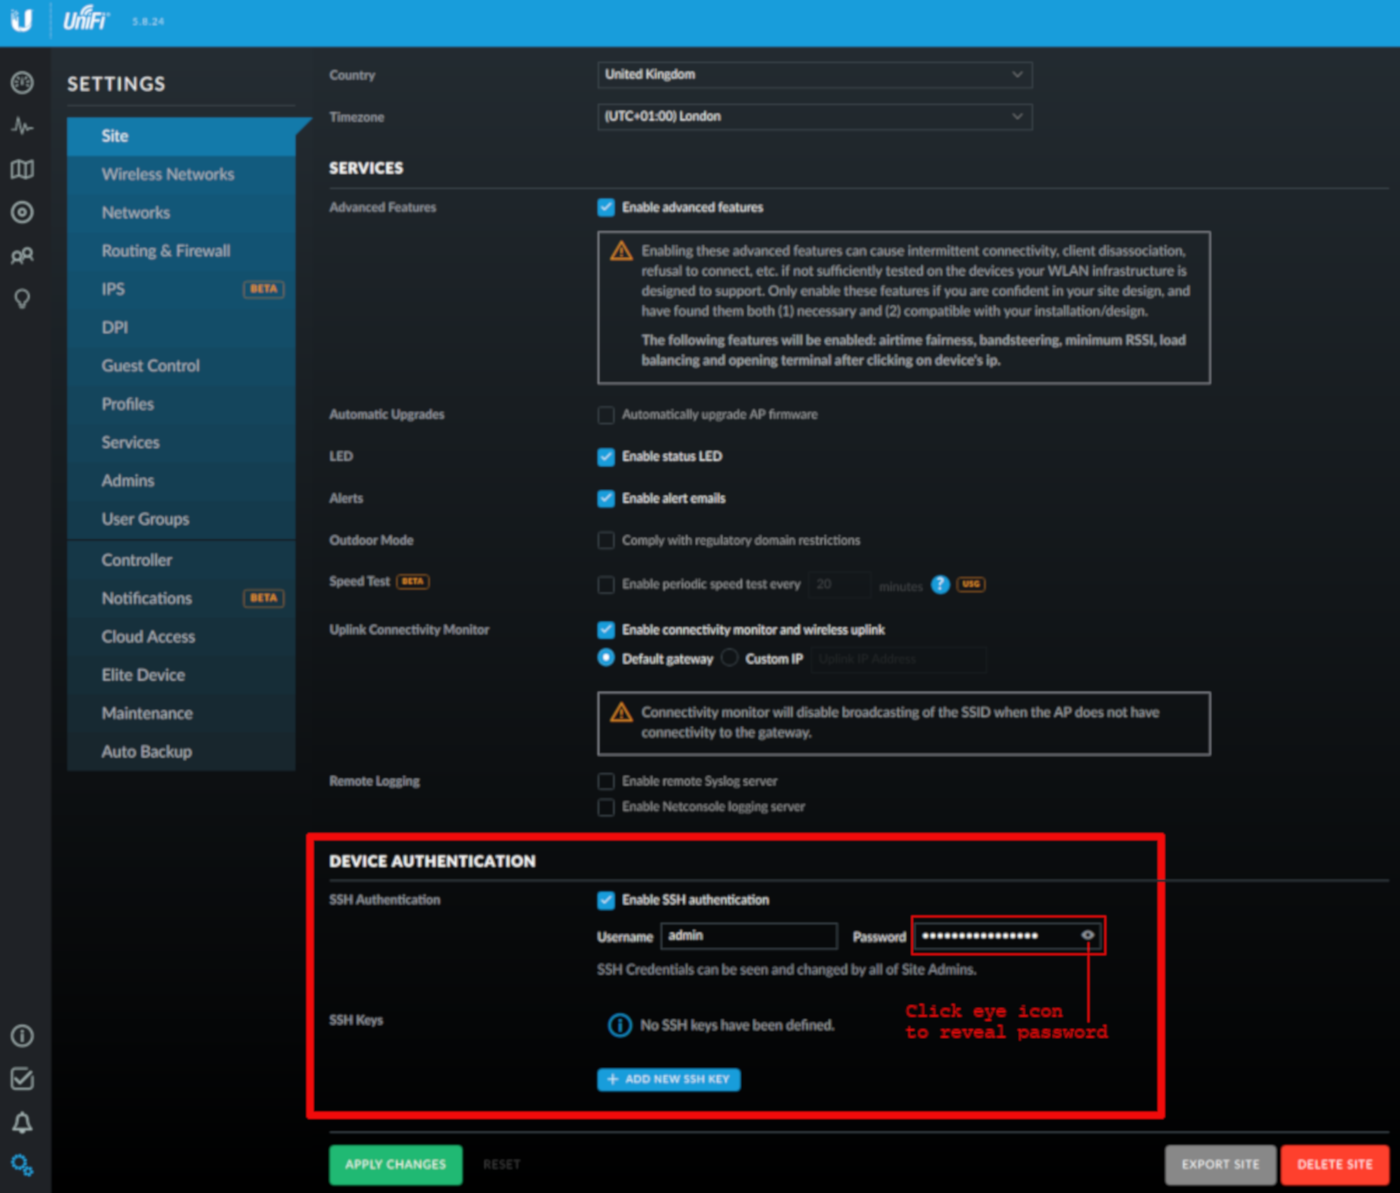 UniFi 5.8.24
SETTINGS
Site
Wireless Networks
Networks
Routing & Firewall
IPS BETA
DPI
Guest Control
Profiles
Services
Admins
User Groups
Controller
Notifications BETA
Cloud Access
Elite Device
Maintenance
Auto Backup
Country United Kingdom
Timezone (UTC+01:00) London
SERVICES
Advanced Features Enable advanced features
Enabling these advanced features can cause intermittent connectivity, client disassociation,
refusal to connect, etc. if not sufficiently tested on the devices your WLAN infrastructure is
designed to support. Only enable these features if you are confident in your site design, and
have found them both (1) necessary and (2) compatible with your installation/design.
The following features will be enabled: airtime fairness, bandsteering, minimum RSSI, load
balancing and opening terminal after clicking on device's ip.
Automatic Upgrades Automatically upgrade AP firmware
LED Enable status LED
Alerts Enable alert emails
Outdoor Mode Comply with regulatory domain restrictions
Speed Test BETA Enable periodic speed test every 20 minutes ? USG
Uplink Connectivity Monitor Enable connectivity monitor and wireless uplink
Default gateway Custom IP Uplink IP Address
Connectivity monitor will disable broadcasting of the SSID when the AP does not have
connectivity to the gateway.
Remote Logging Enable remote Syslog server
Enable Netconsole logging server
DEVICE AUTHENTICATION
SSH Authentication Enable SSH authentication
Username admin Password ••••••••••••••••
SSH Credentials can be seen and changed by all of Site Admins.
SSH Keys No SSH keys have been defined.
Click eye icon
to reveal password
+ ADD NEW SSH KEY
APPLY CHANGES RESET EXPORT SITE DELETE SITE